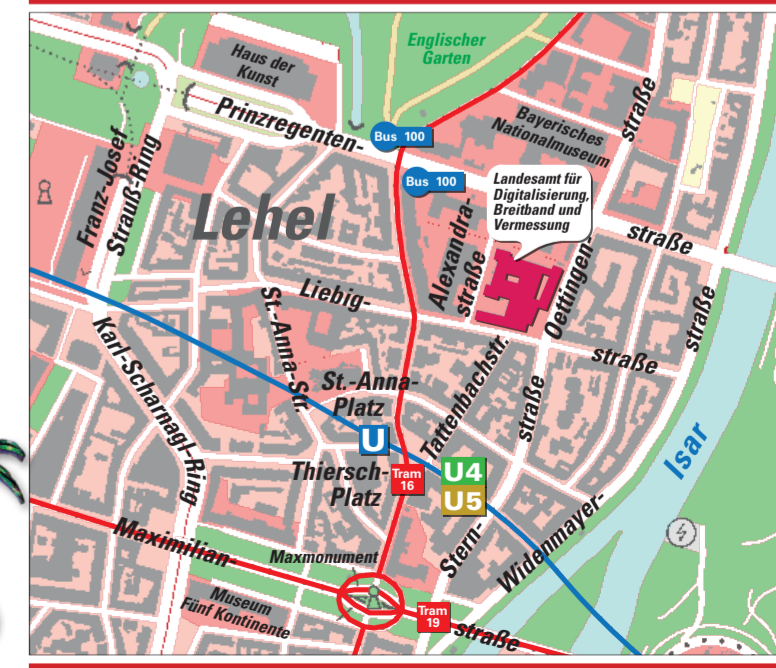 Haus der
Kunst
Englischer
Garten
Prinzregenten-
Bus 100
Bus 100
Bayerisches
Nationalmuseum
straße
Landesamt für
Digitalisierung,
Breitband und
Vermessung
straße
Franz-Josef
Strauß-Ring
Lehel
Alexandra-
straße
Oettingen-
Liebig-
straße
straße
St.-Anna-Str.
Karl-Scharnagl-Ring
St.-Anna-
Platz
U
Tattenbachstr.
straße
Isar
Thiersch-
Platz
Tram
16
U4
U5
Stern-
Widenmayer-
Maximilian-
Maxmonument
Museum
Fünf Kontinente
Tram
19
straße